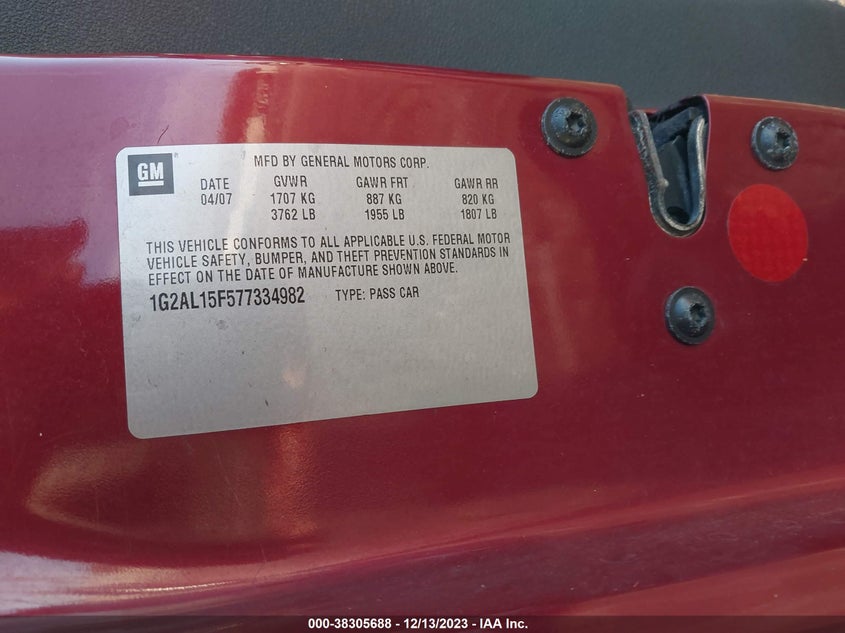 GM
MFD BY GENERAL MOTORS CORP.
DATE GVWR GAWR FRT GAWR RR
04/07 1707 KG 887 KG 820 KG
3762 LB 1955 LB 1807 LB
THIS VEHICLE CONFORMS TO ALL APPLICABLE U.S. FEDERAL MOTOR
VEHICLE SAFETY, BUMPER, AND THEFT PREVENTION STANDARDS IN
EFFECT ON THE DATE OF MANUFACTURE SHOWN ABOVE.
1G2AL15F577334982 TYPE: PASS CAR
000-38305688 - 12/13/2023 - IAA Inc.